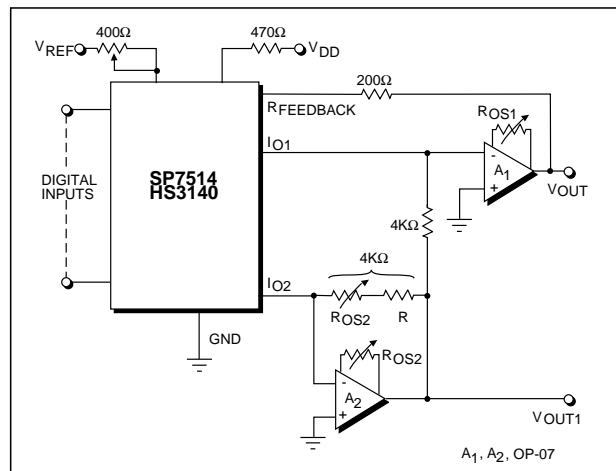 400Ω
470Ω
VREF
VDD
200Ω
RFEEDBACK
ROS1
IO1
SP7514
HS3140
DIGITAL
INPUTS
-
A1
+
VOUT
4KΩ
4KΩ
IO2
ROS2
R
GND
ROS2
-
A2
+
VOUT1
A1, A2, OP-07